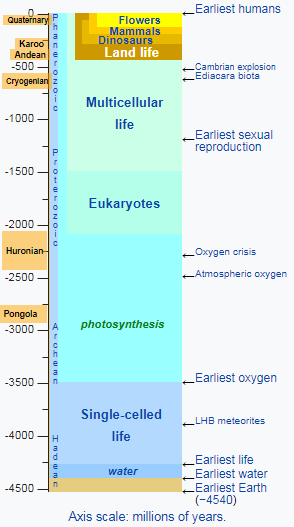 0
-500
-1000
-1500
-2000
-2500
-3000
-3500
-4000
-4500
Quaternary
Karoo
Andean
Cryogenian
Huronian
Pongola
Phanerozoic
Proterozoic
Archean
Hadean
Flowers
Mammals
Dinosaurs
Land life
Multicellular
life
Eukaryotes
photosynthesis
Single-celled
life
water
←Earliest humans
←Cambrian explosion
←Ediacara biota
←Earliest sexual
reproduction
←Oxygen crisis
←Atmospheric oxygen
←Earliest oxygen
←LHB meteorites
←Earliest life
←Earliest water
←Earliest Earth
(−4540)
Axis scale: millions of years.